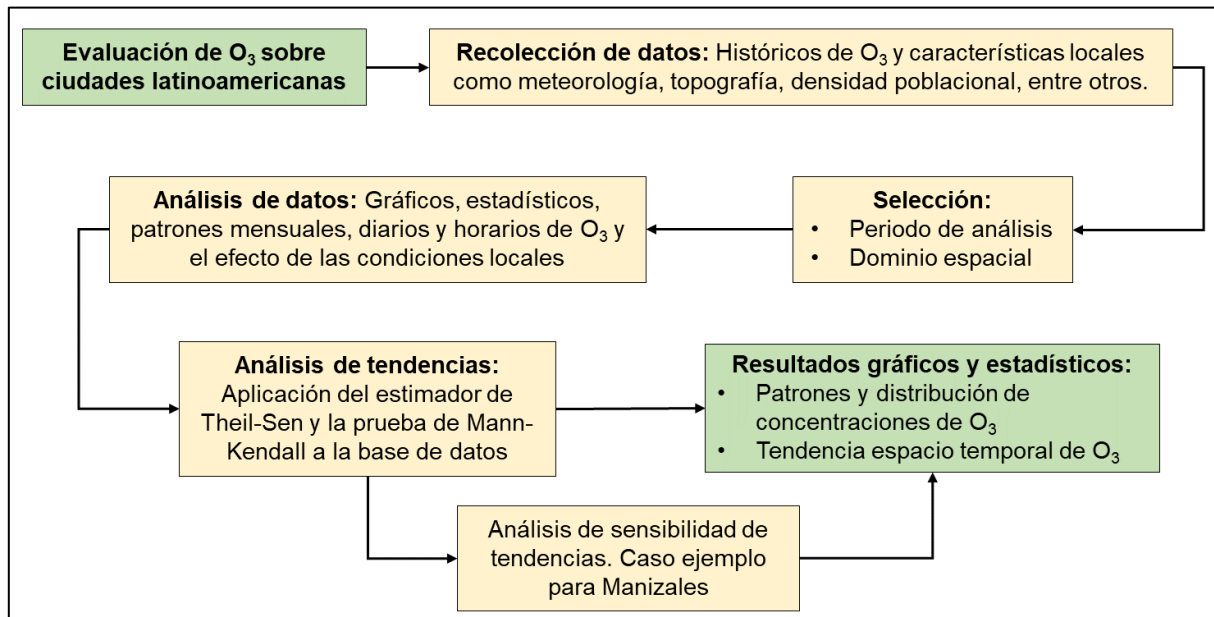 Evaluación de O₃ sobre
ciudades latinoamericanas
Recolección de datos: Históricos de O₃ y características locales
como meteorología, topografía, densidad poblacional, entre otros.
Selección:
• Periodo de análisis
• Dominio espacial
Análisis de datos: Gráficos, estadísticos,
patrones mensuales, diarios y horarios de O₃ y
el efecto de las condiciones locales
Análisis de tendencias:
Aplicación del estimador de
Theil-Sen y la prueba de Mann-
Kendall a la base de datos
Análisis de sensibilidad de
tendencias. Caso ejemplo
para Manizales
Resultados gráficos y estadísticos:
• Patrones y distribución de
concentraciones de O₃
• Tendencia espacio temporal de O₃